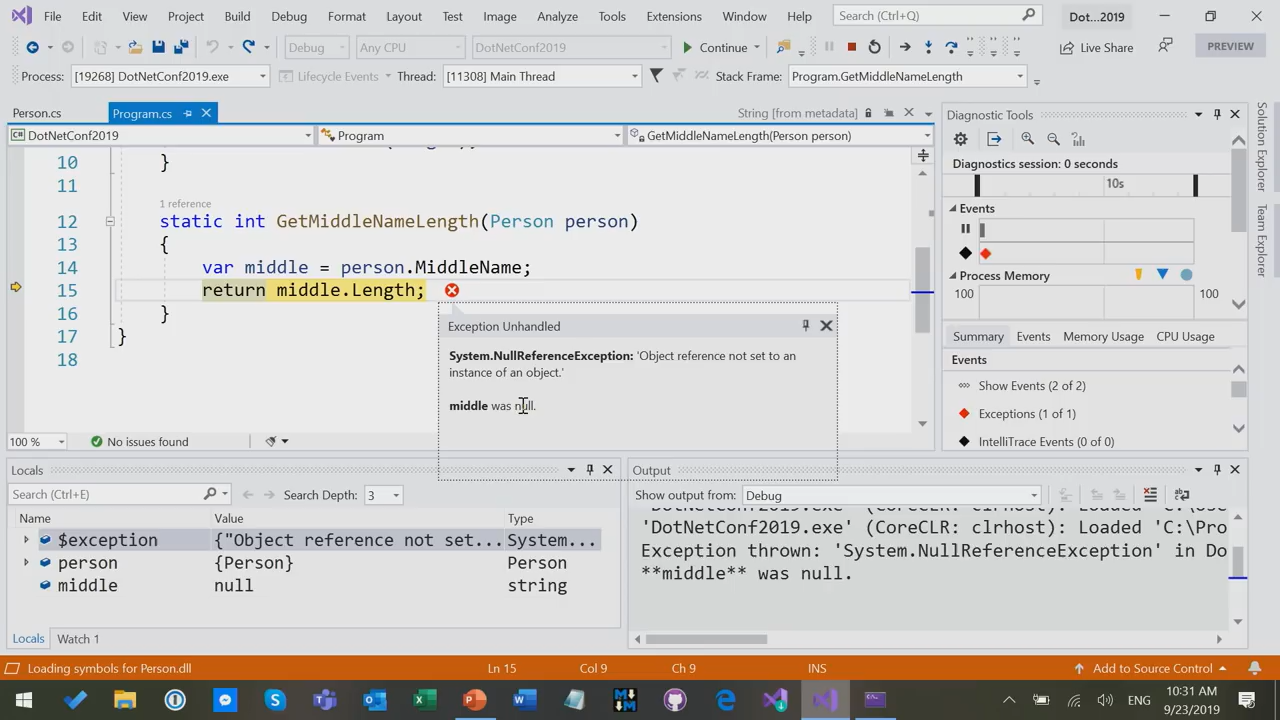 File Edit View Project Build Debug Format Layout Test Image Analyze Tools Extensions Window Help Search (Ctrl+Q) Dot...2019
Debug Any CPU DotNetConf2019 Continue Live Share PREVIEW
Process: [19268] DotNetConf2019.exe Lifecycle Events Thread: [11308] Main Thread Stack Frame: Program.GetMiddleNameLength
Person.cs Program.cs String [from metadata]
DotNetConf2019 Program GetMiddleNameLength(Person person)
10 }
11
1 reference
12 static int GetMiddleNameLength(Person person)
13 {
14 var middle = person.MiddleName;
15 return middle.Length;
16 }
17 }
18
Exception Unhandled
System.NullReferenceException: 'Object reference not set to an
instance of an object.'
middle was null.
100 % No issues found
Diagnostic Tools
Diagnostics session: 0 seconds
10s
Events
Process Memory
100 100
Summary Events Memory Usage CPU Usage
Events
Show Events (2 of 2)
Exceptions (1 of 1)
IntelliTrace Events (0 of 0)
Solution Explorer
Team Explorer
Locals
Search (Ctrl+E) Search Depth: 3
Name Value Type
$exception {"Object reference not set... System...
person {Person} Person
middle null string
Locals Watch 1
Output
Show output from: Debug
'DotNetConf2019.exe' (CoreCLR: clrhost): Loaded 'C:\Use
'DotNetConf2019.exe' (CoreCLR: clrhost): Loaded 'C:\Pro
Exception thrown: 'System.NullReferenceException' in Do
**middle** was null.
Loading symbols for Person.dll Ln 15 Col 9 Ch 9 INS Add to Source Control
ENG 10:31 AM
9/23/2019